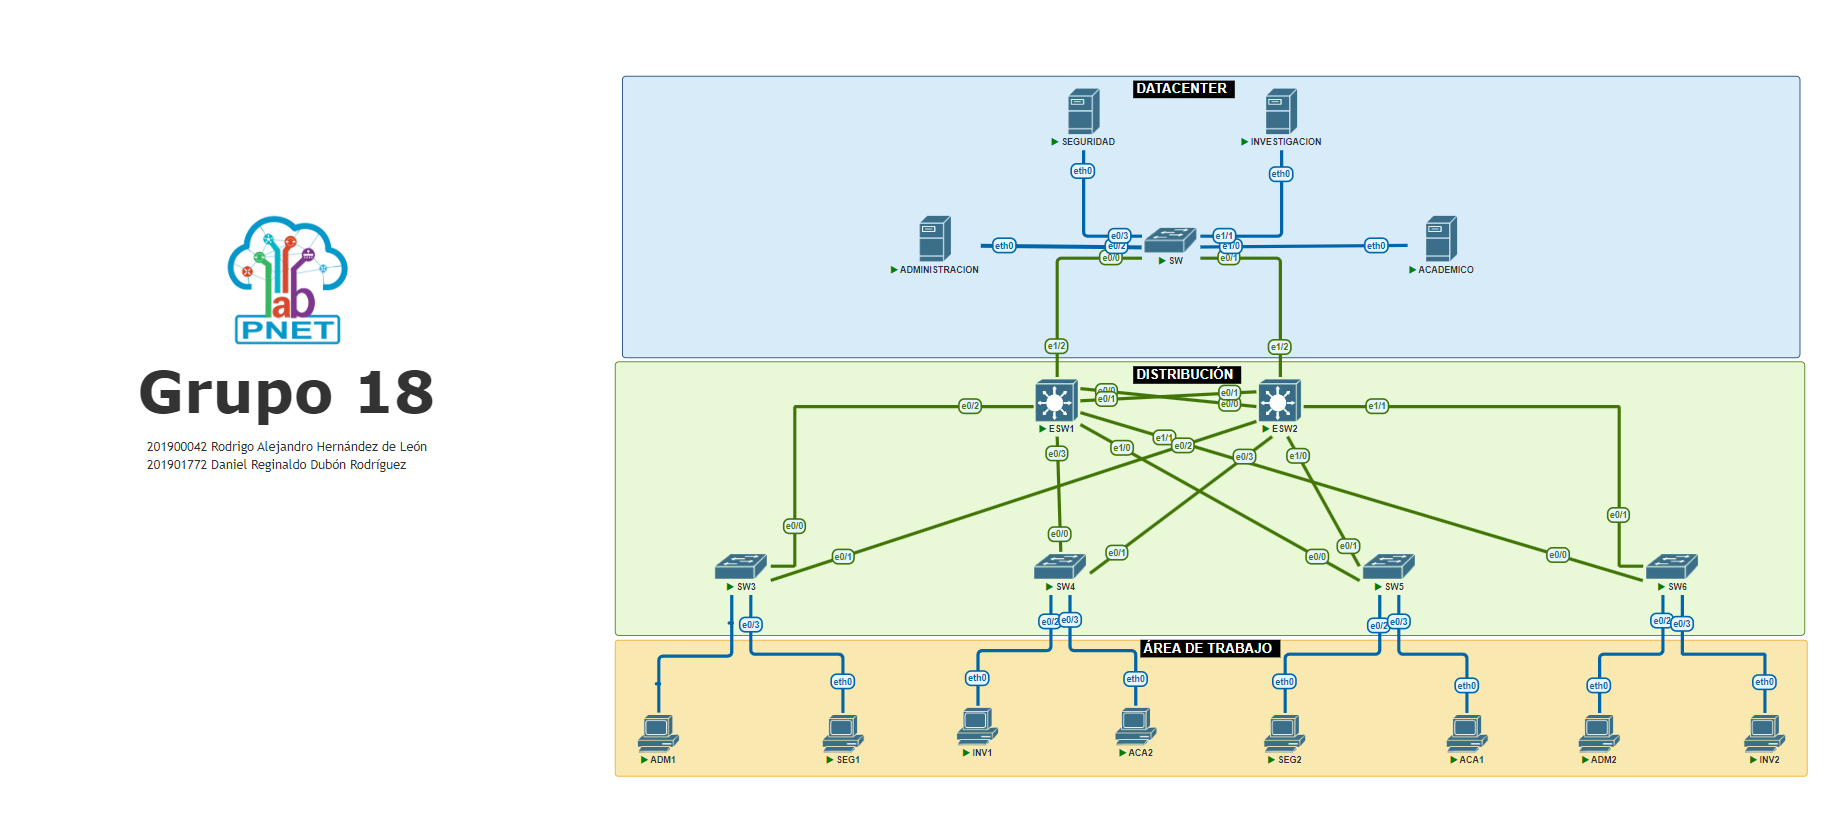 DATACENTER
SEGURIDAD
INVESTIGACION
eth0
eth0
ADMINISTRACION
eth0
e0/3
e0/2
e0/0
SW
e1/1
e1/0
e0/1
eth0
ACADEMICO
lab
PNET
Grupo 18
201900042 Rodrigo Alejandro Hernández de León
201901772 Daniel Reginaldo Dubón Rodríguez
e1/2
e1/2
DISTRIBUCIÓN
e0/2
ESW1
e0/0
e0/1
e0/1
e0/0
ESW2
e1/1
e0/3
e1/0
e1/1
e0/2
e0/3
e1/0
e0/0
e0/1
e0/0
e0/1
e0/0
e0/1
e0/0
e0/1
SW3
SW4
SW5
SW6
e0/3
e0/2
e0/3
e0/2
e0/3
e0/2
e0/3
ÁREA DE TRABAJO
eth0
eth0
eth0
eth0
eth0
eth0
eth0
ADM1
SEG1
INV1
ACA2
SEG2
ACA1
ADM2
INV2